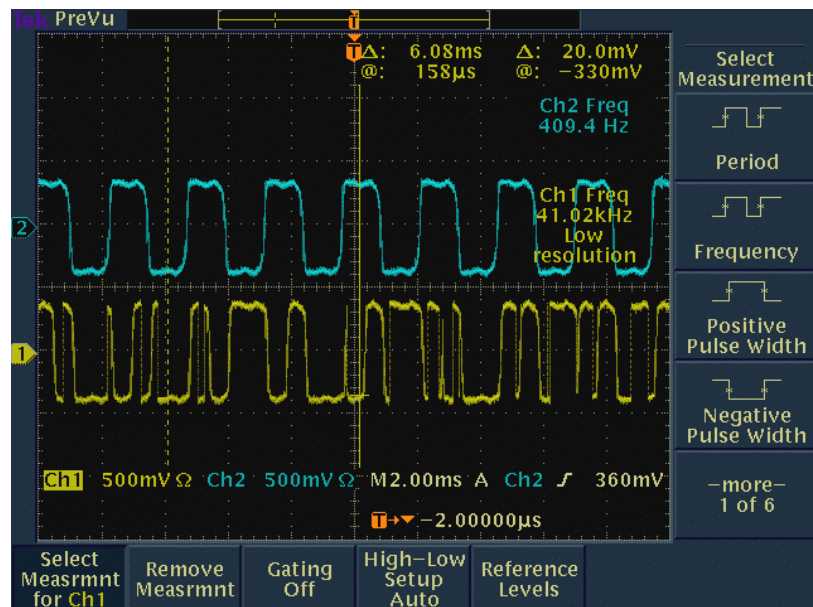 Tek PreVu
T
T
Δ: 6.08ms Δ: 20.0mV
@: 158µs @: −330mV
Ch2 Freq
409.4 Hz
Ch1 Freq
41.02kHz
Low
resolution
2
1
Ch1 500mV Ω Ch2 500mV Ω M2.00ms A Ch2 360mV
T −2.00000µs
Select
Measurement
Period
Frequency
Positive
Pulse Width
Negative
Pulse Width
−more−
1 of 6
Select
Measrmnt
for Ch1
Remove
Measrmnt
Gating
Off
High−Low
Setup
Auto
Reference
Levels